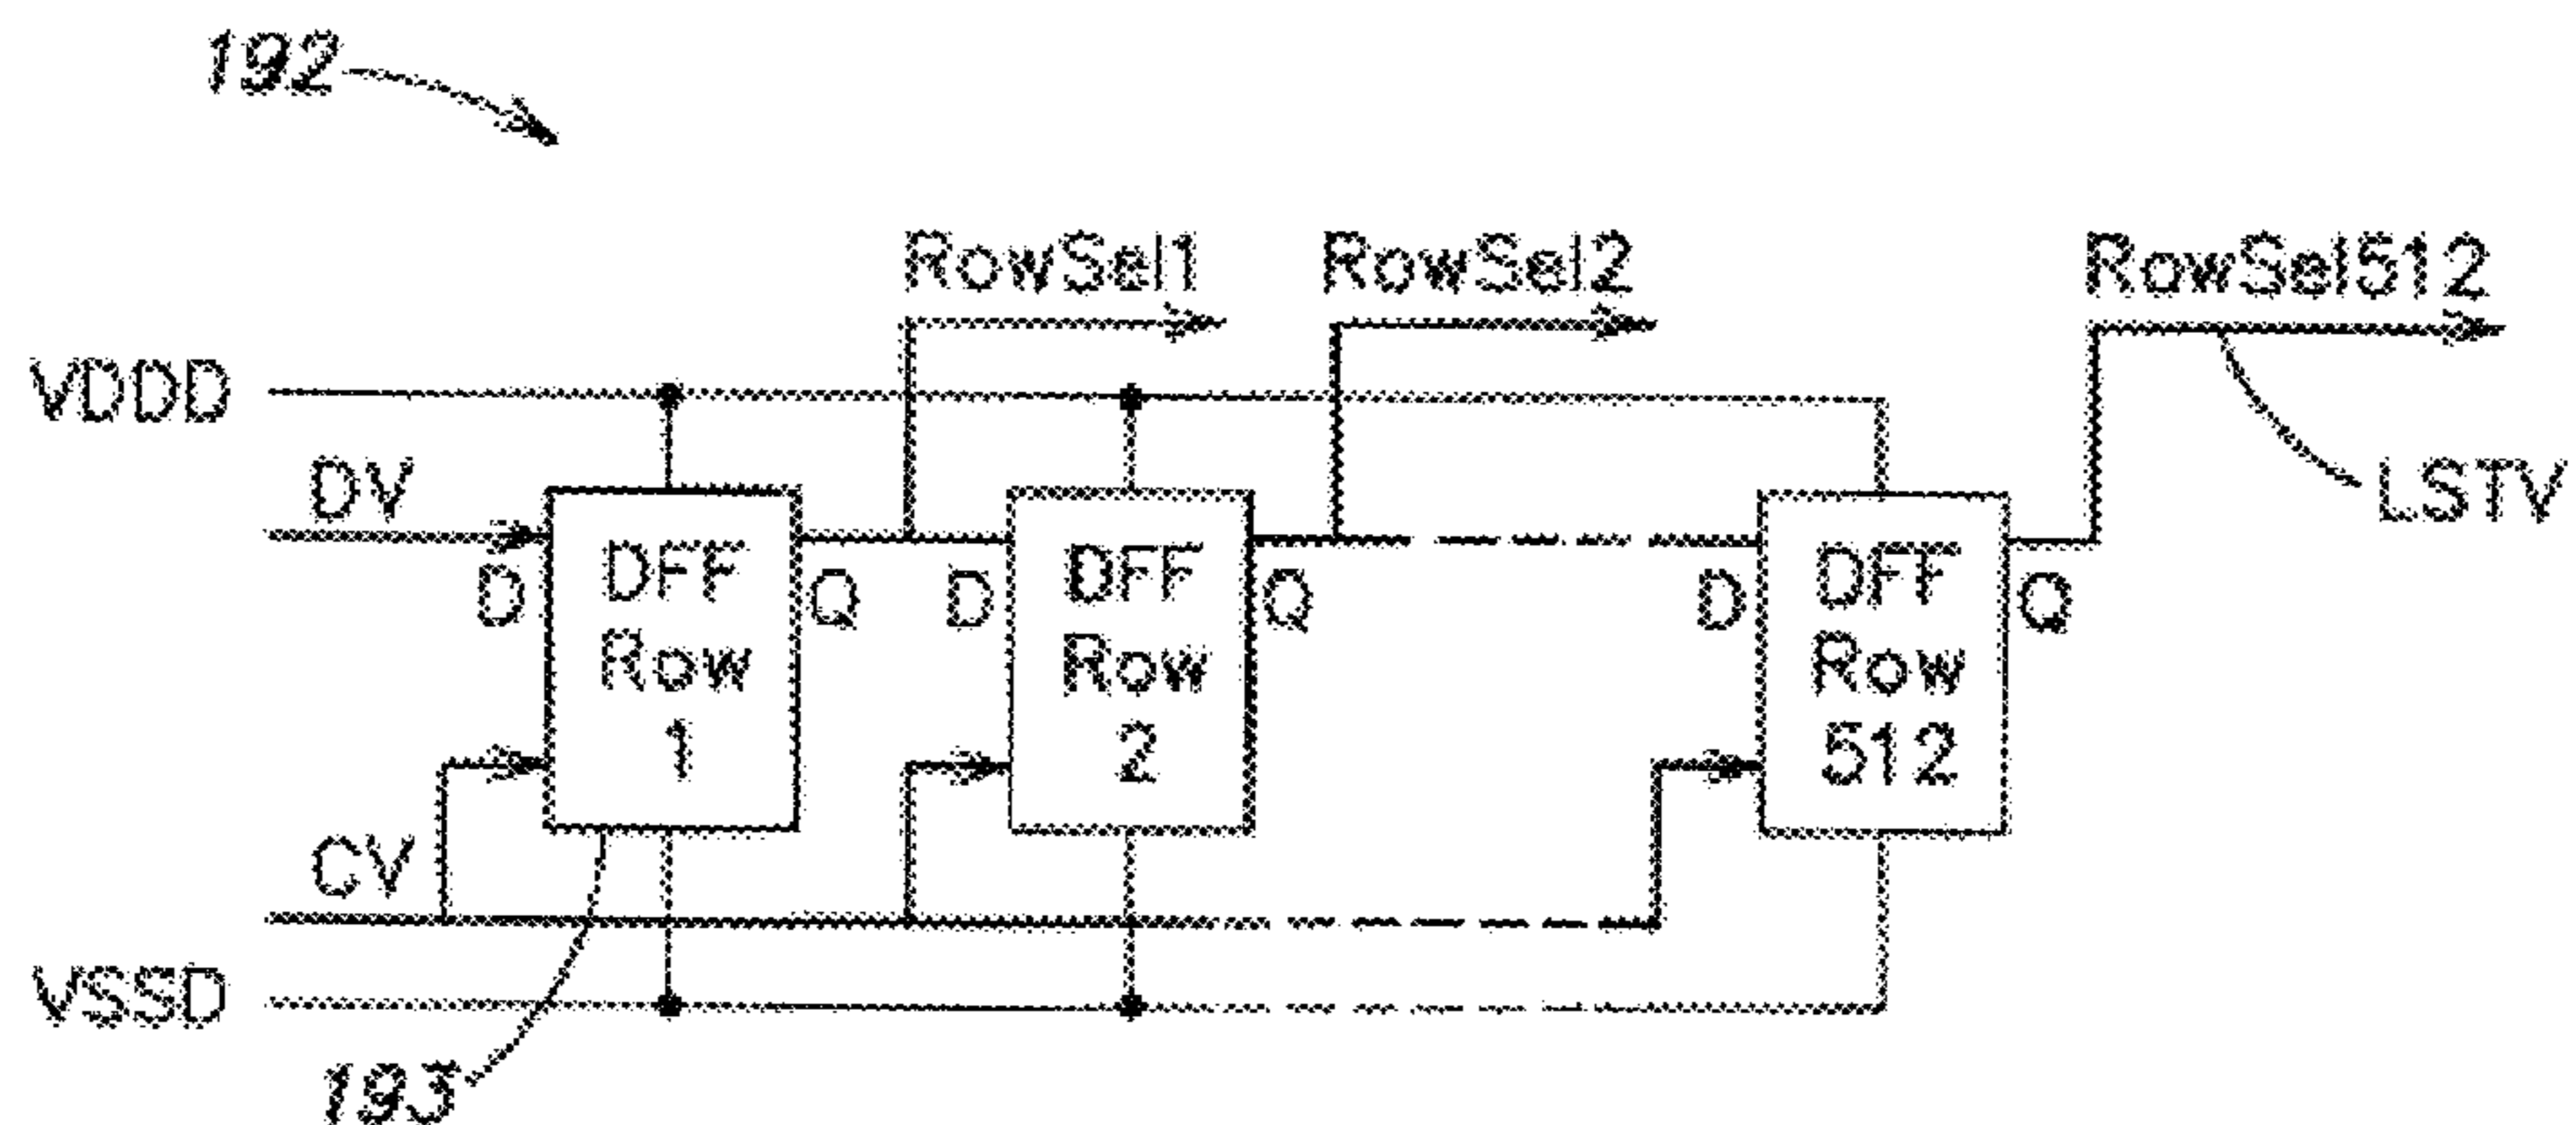 192
RowSel1
RowSel2
RowSel512
VDDD
DV
LSTV
D
DFF
Row
1
Q
D
DFF
Row
2
Q
D
DFF
Row
512
Q
CV
VSSD
193